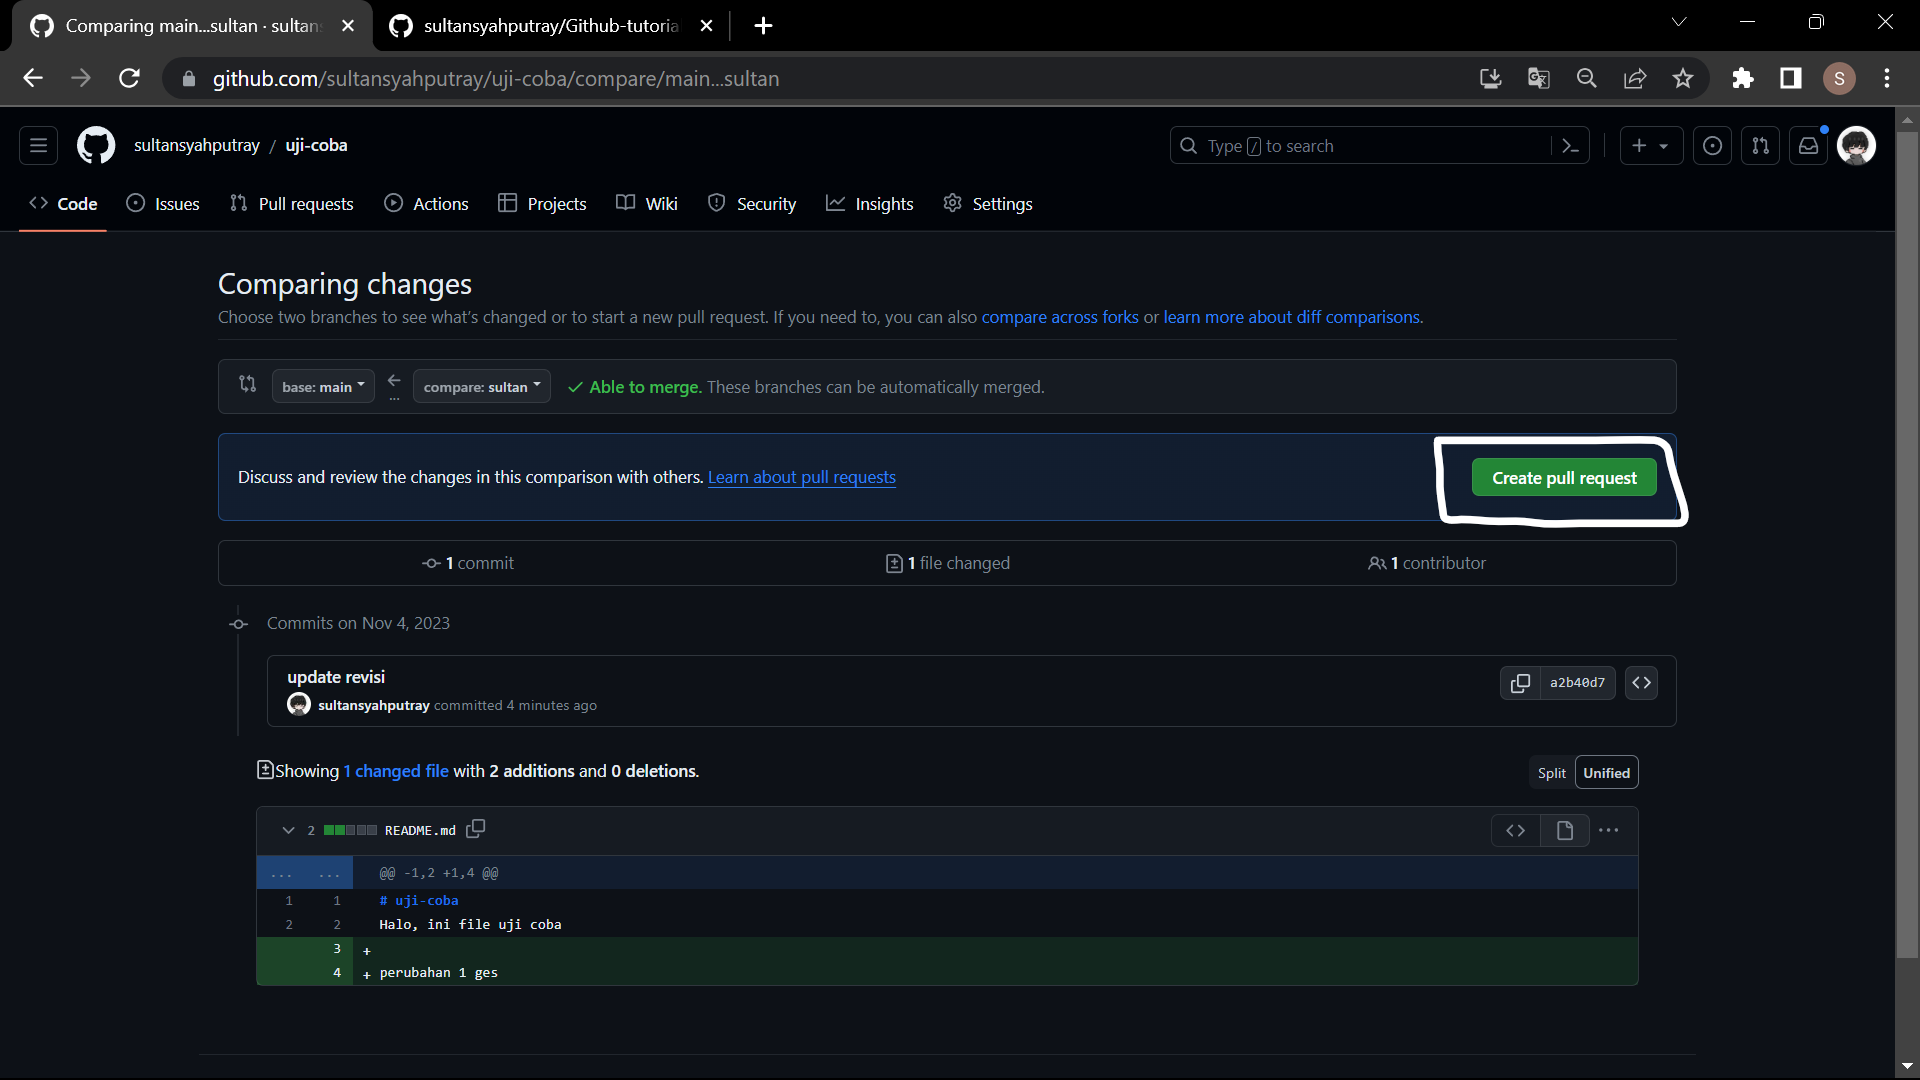 Comparing main...sultan · sultans
sultansyahputray/Github-tutoria
github.com/sultansyahputray/uji-coba/compare/main...sultan
S
sultansyahputray / uji-coba
Type / to search
Code
Issues
Pull requests
Actions
Projects
Wiki
Security
Insights
Settings
Comparing changes
Choose two branches to see what's changed or to start a new pull request. If you need to, you can also compare across forks or learn more about diff comparisons.
base: main
...
compare: sultan
Able to merge. These branches can be automatically merged.
Discuss and review the changes in this comparison with others. Learn about pull requests
Create pull request
1 commit
1 file changed
1 contributor
Commits on Nov 4, 2023
update revisi
sultansyahputray committed 4 minutes ago
a2b40d7
Showing 1 changed file with 2 additions and 0 deletions.
Split
Unified
2
README.md
... ... @@ -1,2 +1,4 @@
1 1 # uji-coba
2 2 Halo, ini file uji coba
3 +
4 + perubahan 1 ges